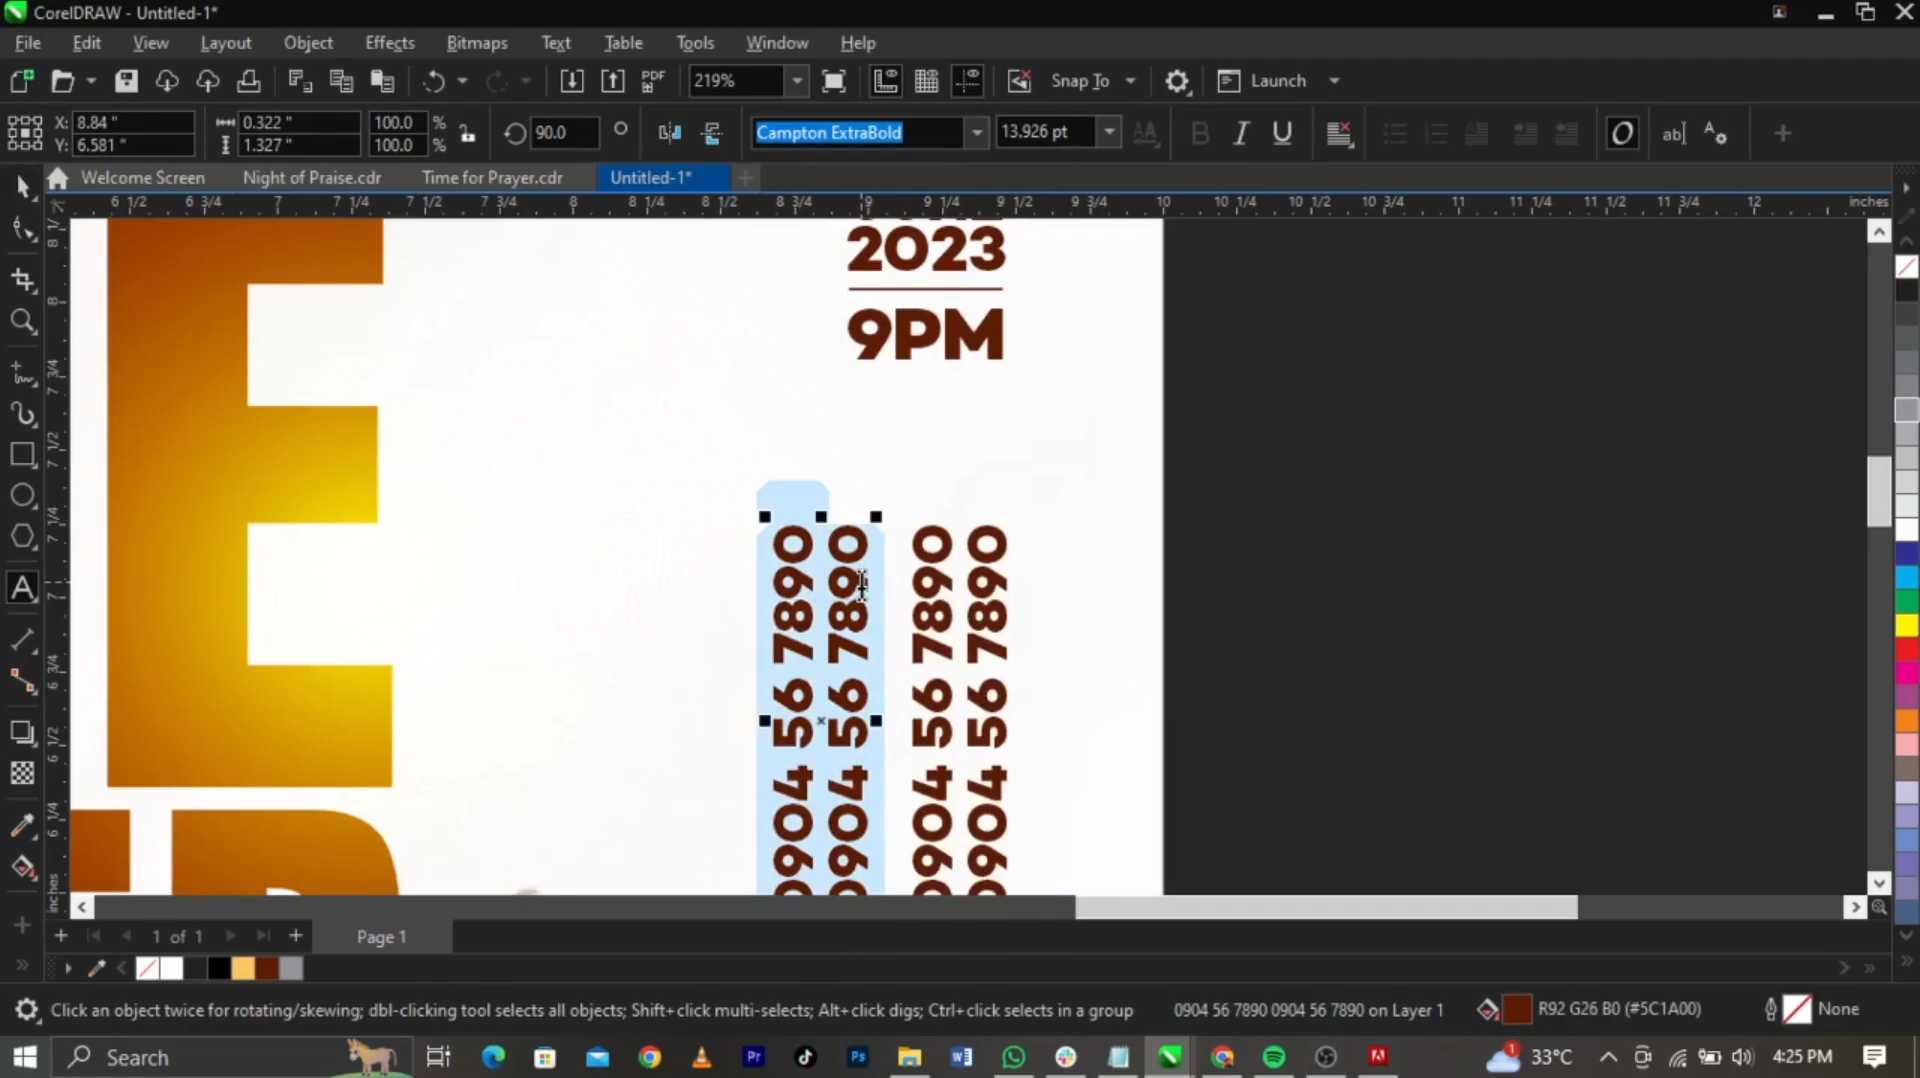 CorelDRAW - Untitled-1*
File Edit View Layout Object Effects Bitmaps Text Table Tools Window Help
PDF 219% Snap To Launch
X: 8.84 " 0.322 " 100.0 % 90.0 Campton ExtraBold 13.926 pt
Y: 6.581 " 1.327 " 100.0 %
Welcome Screen Night of Praise.cdr Time for Prayer.cdr Untitled-1*
6 1/2 6 3/4 7 7 1/4 7 1/2 7 3/4 8 8 1/4 8 1/2 8 3/4 9 9 1/4 9 1/2 9 3/4 10 10 1/4 10 1/2 10 3/4 11 11 1/4 11 1/2 11 3/4 12 inches
2023
9PM
0904 56 7890
0904 56 7890
0904 56 7890
0904 56 7890
1 of 1 Page 1
Click an object twice for rotating/skewing; dbl-clicking tool selects all objects; Shift+click multi-selects; Alt+click digs; Ctrl+click selects in a group 0904 56 7890 0904 56 7890 on Layer 1 R92 G26 B0 (#5C1A00) None
Search 33°C 4:25 PM